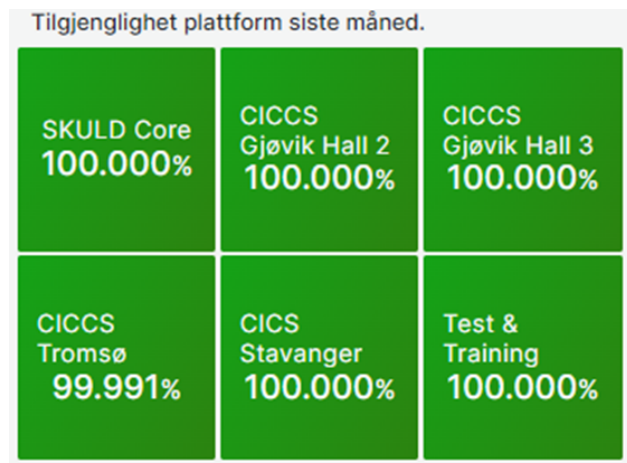 Tilgjenglighet plattform siste måned.
SKULD Core
100.000%
CICCS
Gjøvik Hall 2
100.000%
CICCS
Gjøvik Hall 3
100.000%
CICCS
Tromsø
99.991%
CICS
Stavanger
100.000%
Test &
Training
100.000%